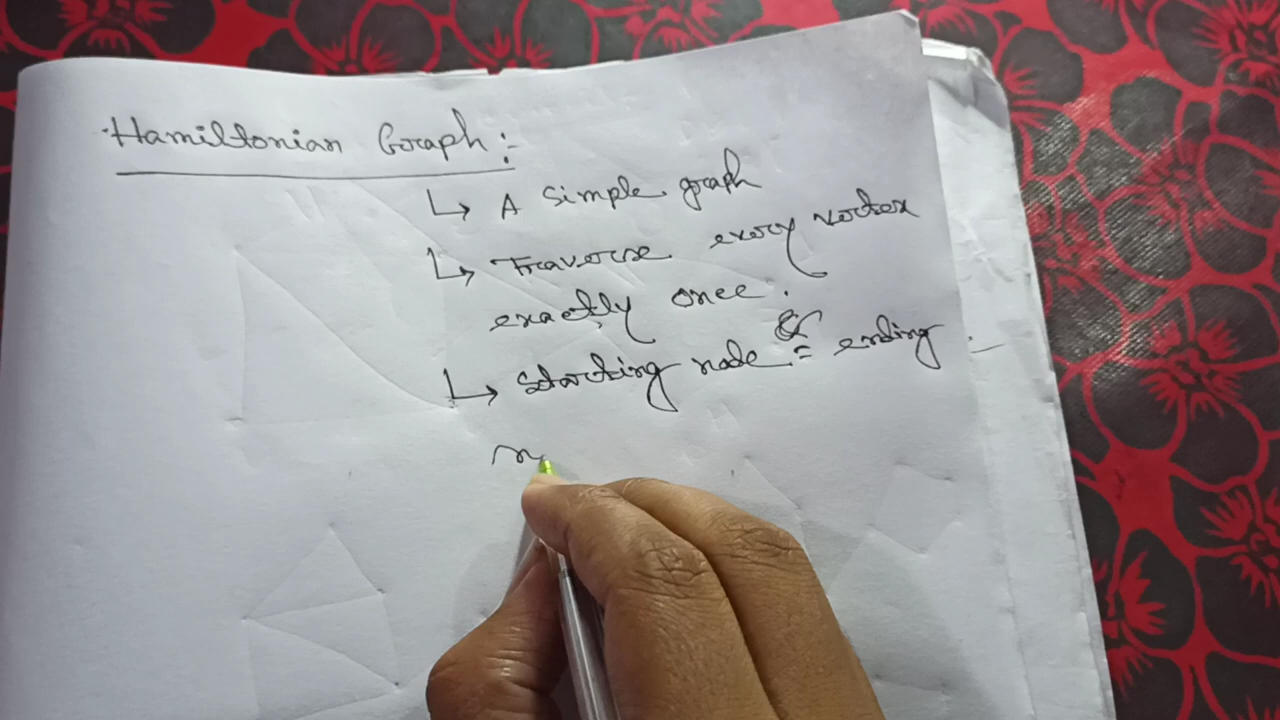 Hamiltonian Graph:-
↳ A simple graph
↳ Traverse every vertex
exactly once.
↳ Starting node & = ending
n